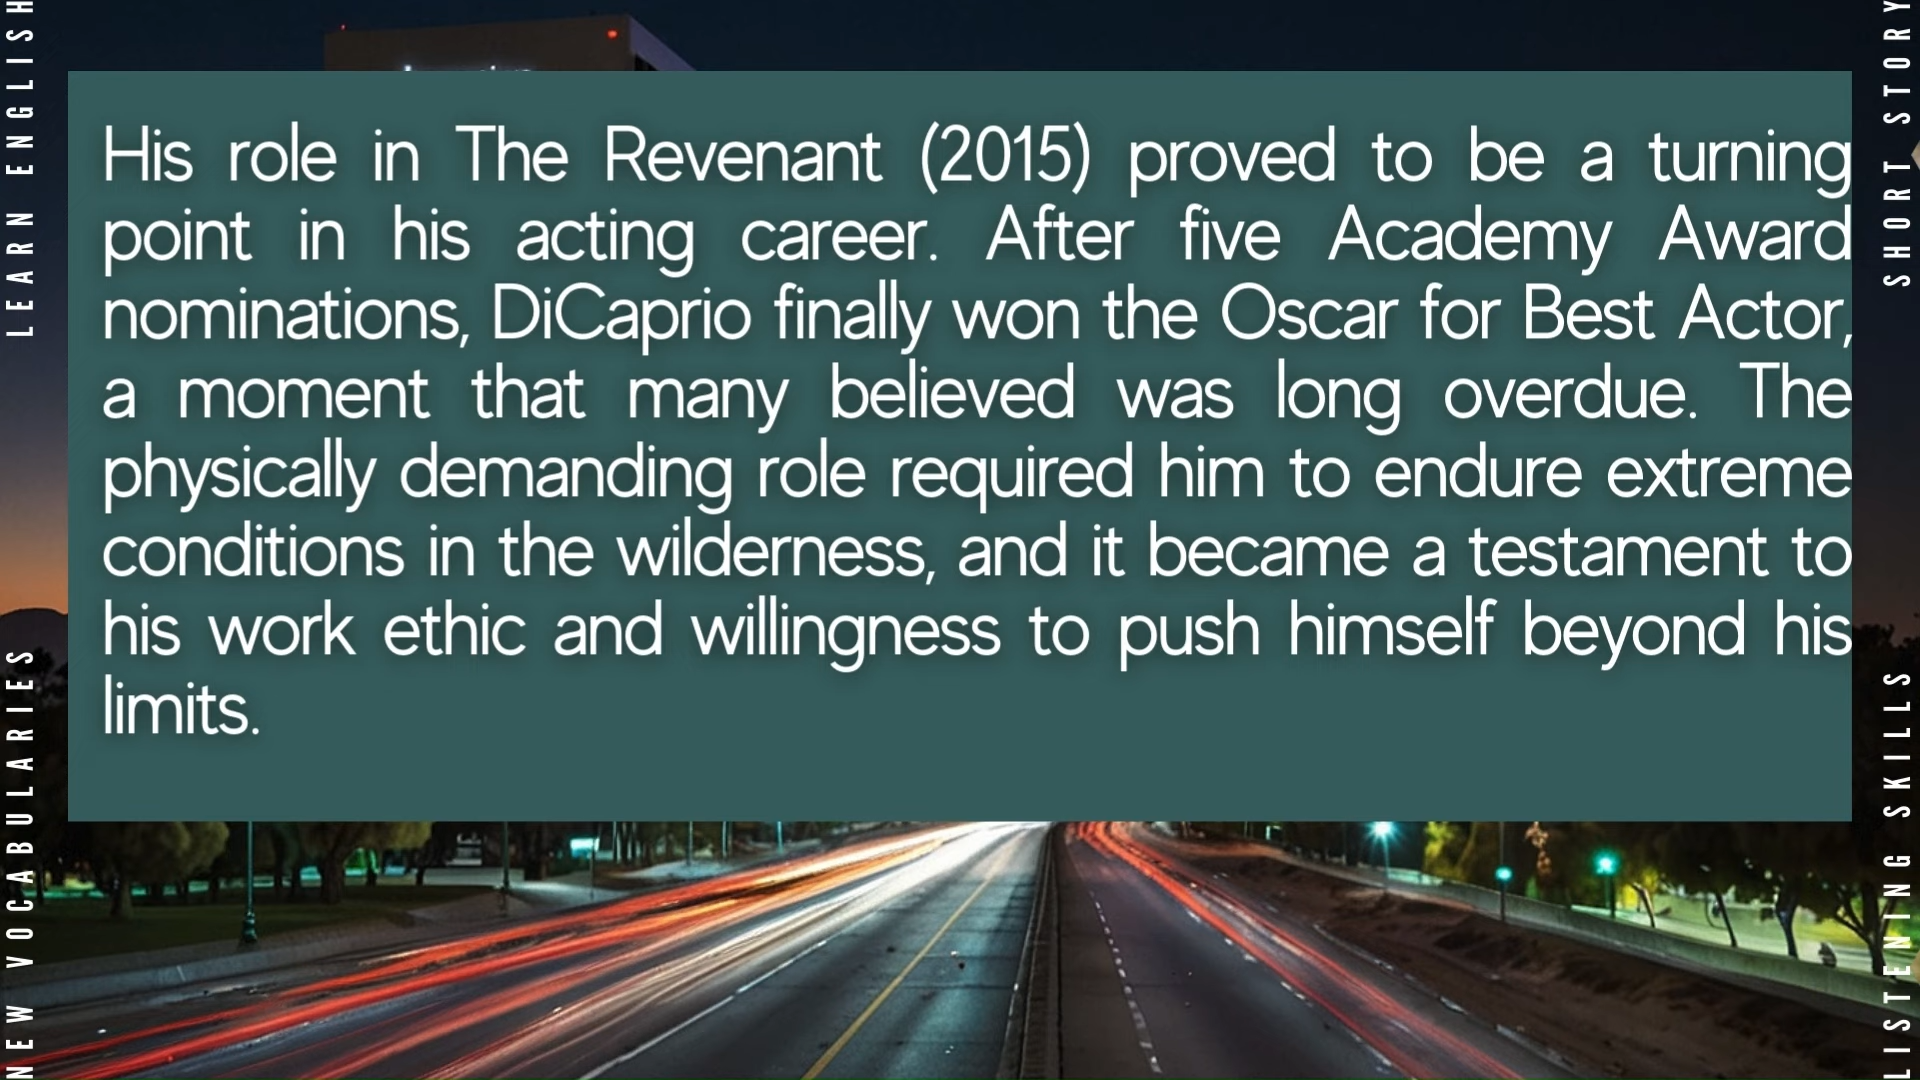 His role in The Revenant (2015) proved to be a turning
point in his acting career. After five Academy Award
nominations, DiCaprio finally won the Oscar for Best Actor,
a moment that many believed was long overdue. The
physically demanding role required him to endure extreme
conditions in the wilderness, and it became a testament to
his work ethic and willingness to push himself beyond his
limits.
LEARN ENGLISH
NEW VOCABULARIES
SHORT STORY
LISTENING SKILLS